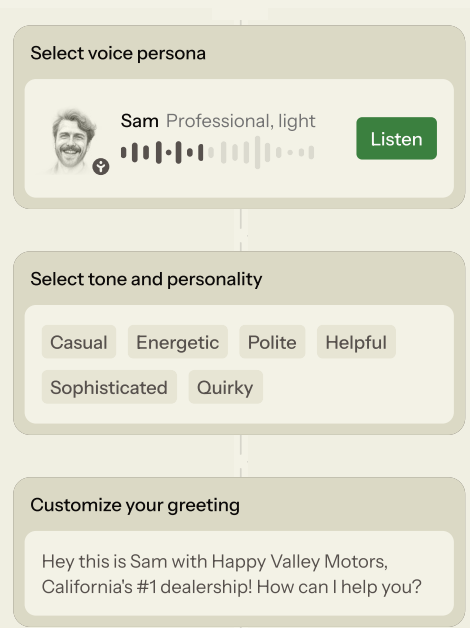 Select voice persona
Sam Professional, light
Listen
Select tone and personality
Casual Energetic Polite Helpful
Sophisticated Quirky
Customize your greeting
Hey this is Sam with Happy Valley Motors,
California's #1 dealership! How can I help you?